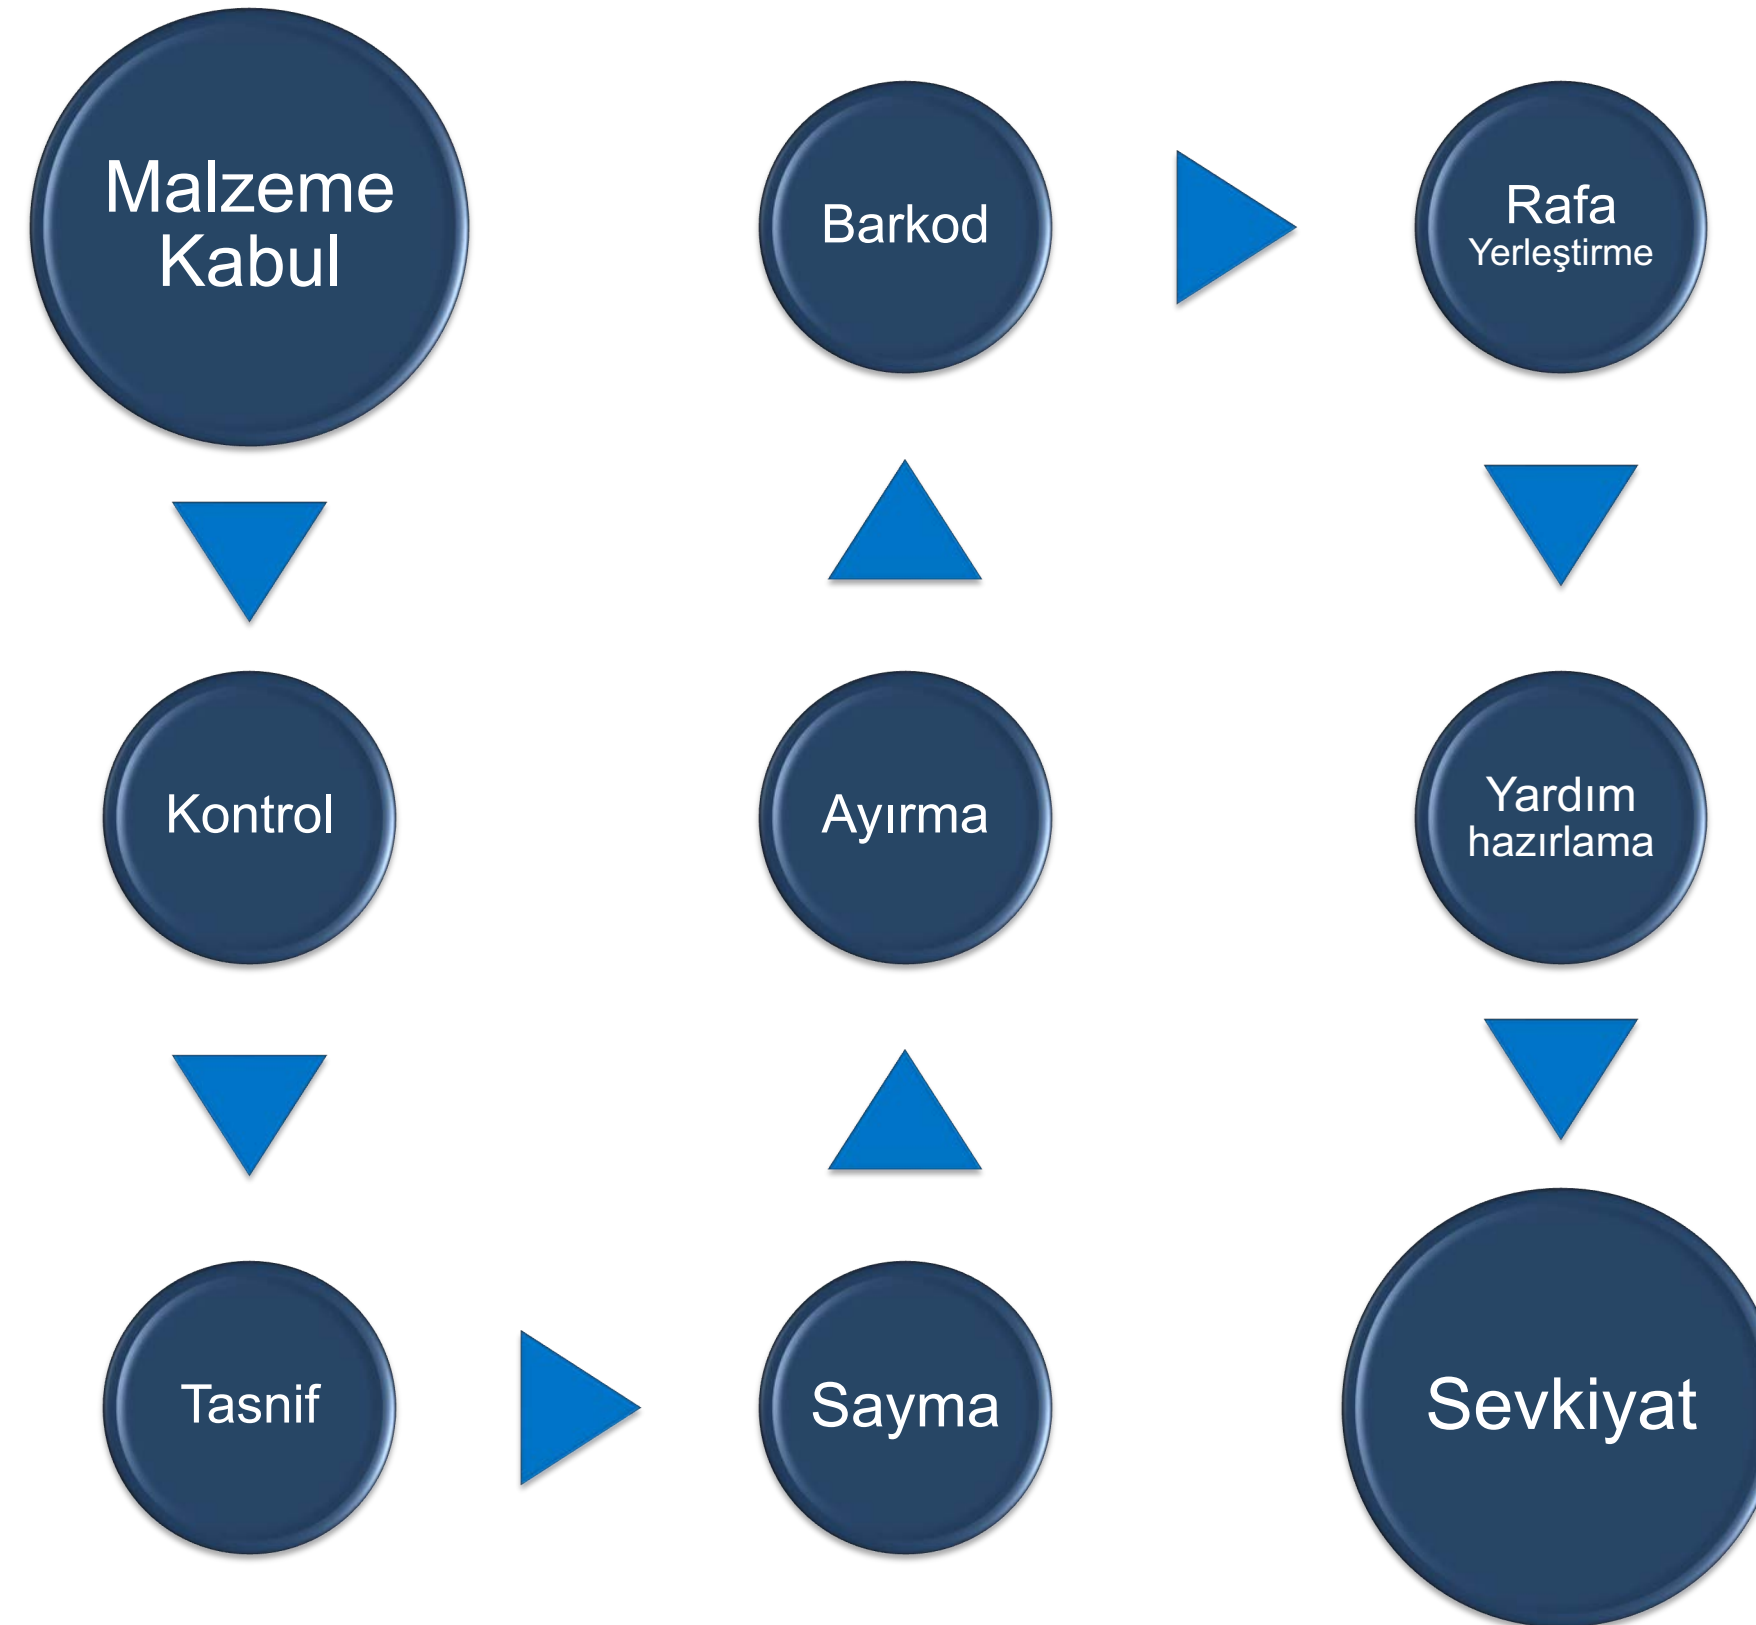 Malzeme
Kabul
Kontrol
Tasnif
Sayma
Ayırma
Barkod
Rafa
Yerleştirme
Yardım
hazırlama
Sevkiyat